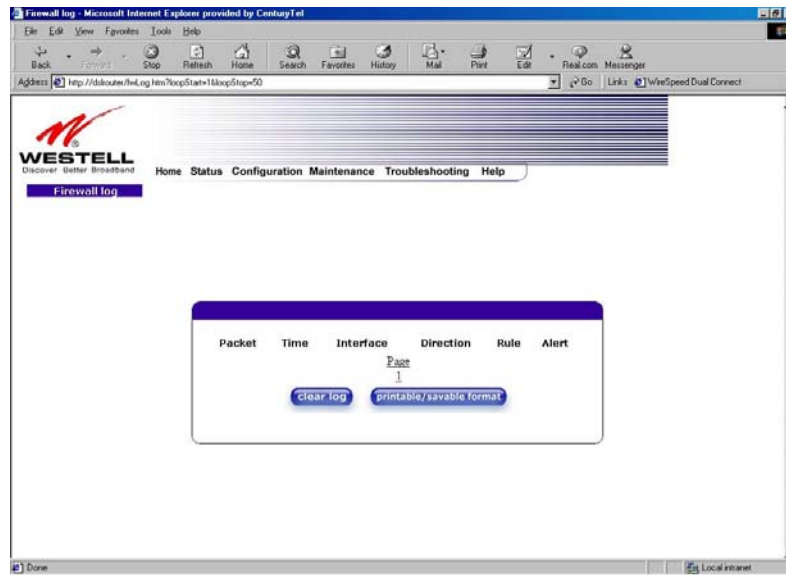 Firewall log - Microsoft Internet Explorer provided by CenturyTel
File Edit View Favorites Tools Help
Back Forward Stop Refresh Home Search Favorites History Mail Print Edit Real.com Messenger
Address http://dslrouter/fwLog.htm?loopStart=1&loopStop=50 Go Links WireSpeed Dual Connect
WESTELL
Discover Better Broadband
Home Status Configuration Maintenance Troubleshooting Help
Firewall log
Packet Time Interface Direction Rule Alert
Page
1
clear log printable/savable format
Done Local intranet